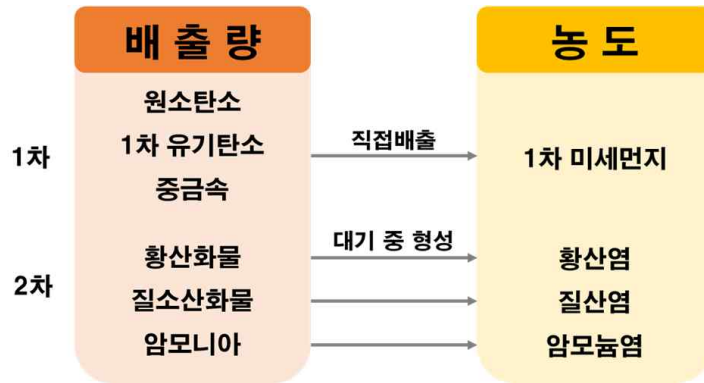 배 출 량
농 도
원소탄소
1차
1차 유기탄소
직접배출
1차 미세먼지
중금속
2차
황산화물
대기 중 형성
황산염
질소산화물
질산염
암모니아
암모늄염